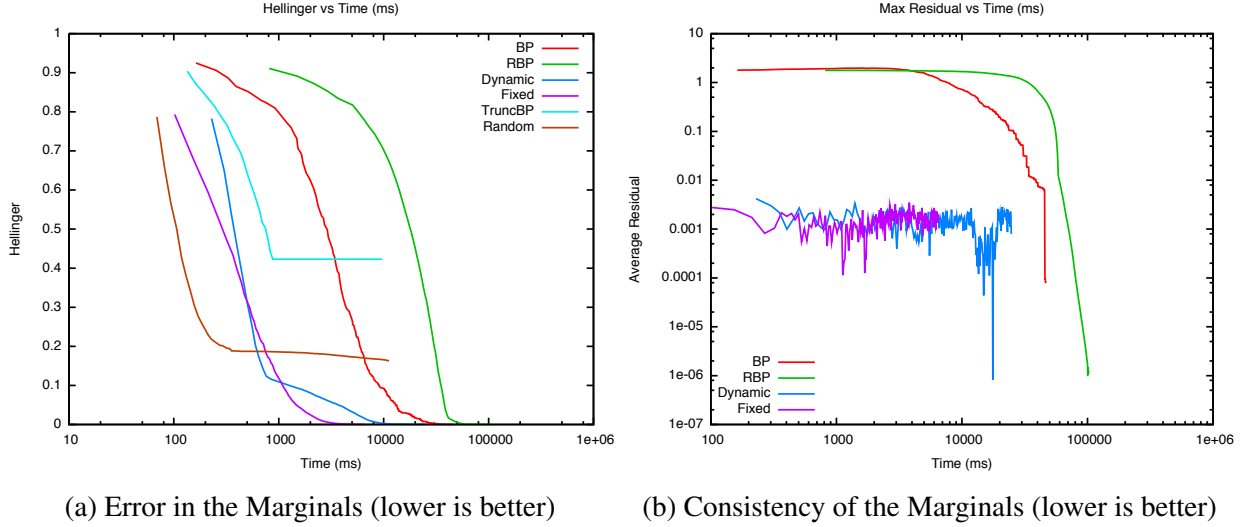 Hellinger vs Time (ms)
Hellinger
1
0.9
0.8
0.7
0.6
0.5
0.4
0.3
0.2
0.1
0
10
100
1000
10000
100000
1e+06
Time (ms)
BP
RBP
Dynamic
Fixed
TruncBP
Random
(a) Error in the Marginals (lower is better)
Max Residual vs Time (ms)
Average Residual
10
1
0.1
0.01
0.001
0.0001
1e-05
1e-06
1e-07
100
1000
10000
100000
1e+06
Time (ms)
BP
RBP
Dynamic
Fixed
(b) Consistency of the Marginals (lower is better)